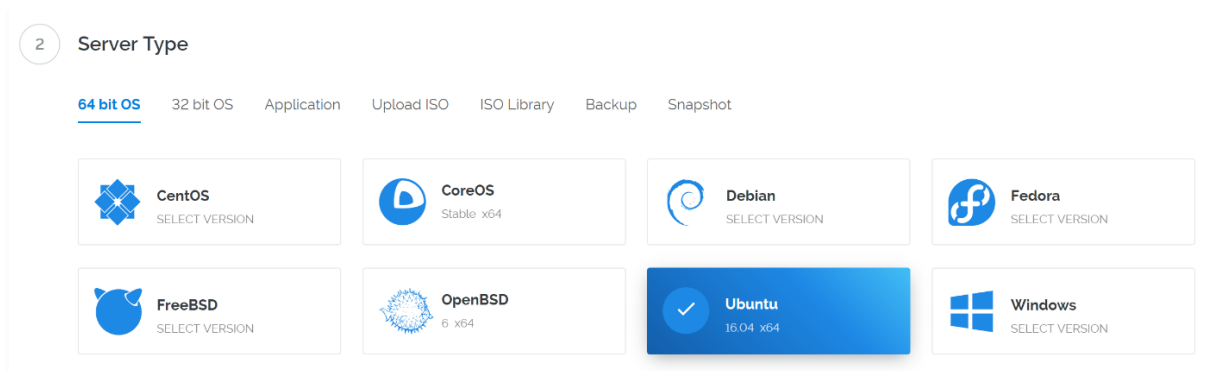 2 Server Type
64 bit OS 32 bit OS Application Upload ISO ISO Library Backup Snapshot
CentOS
SELECT VERSION
CoreOS
Stable x64
Debian
SELECT VERSION
Fedora
SELECT VERSION
FreeBSD
SELECT VERSION
OpenBSD
6 x64
Ubuntu
16.04 x64
Windows
SELECT VERSION